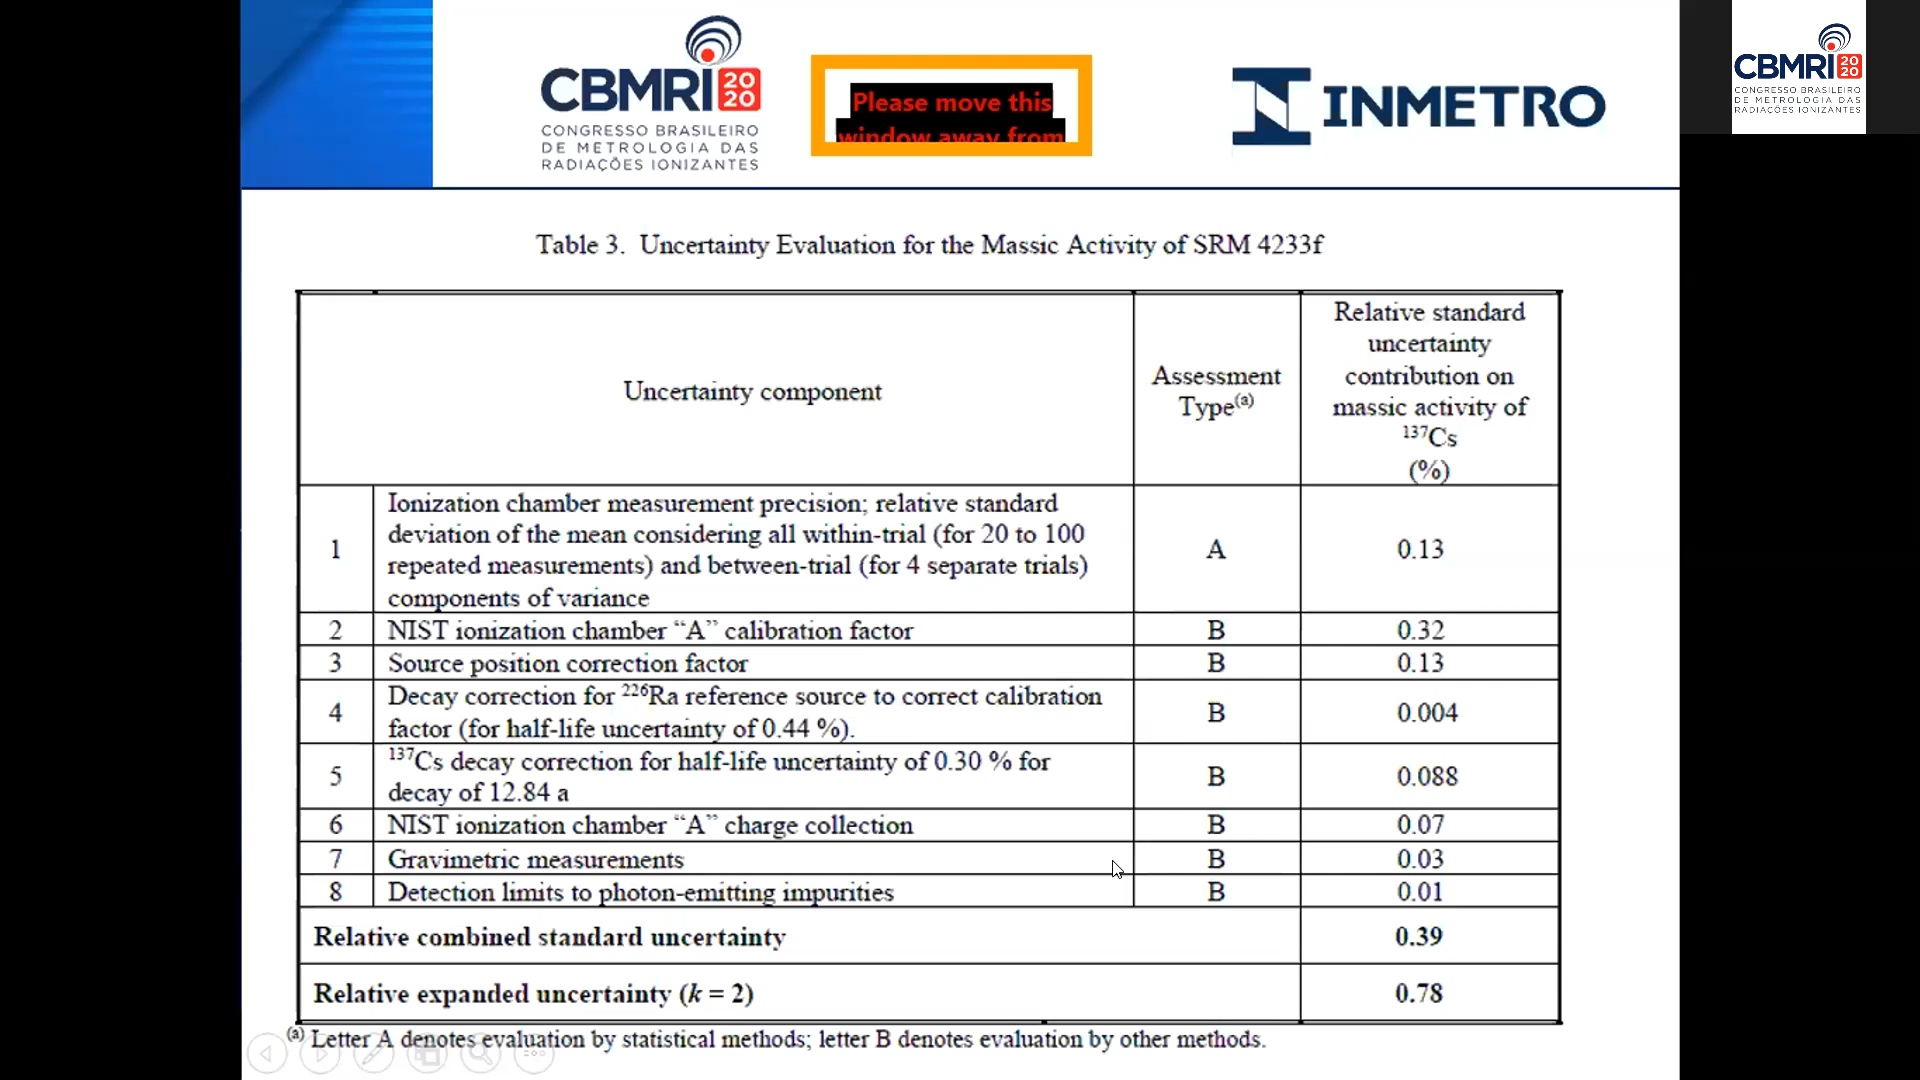 CBMRI 20
20
CONGRESSO BRASILEIRO
DE METROLOGIA DAS
RADIAÇÕES IONIZANTES
Please move this
window away from
INMETRO
CBMRI 20
20
CONGRESSO BRASILEIRO
DE METROLOGIA DAS
RADIAÇÕES IONIZANTES
Table 3. Uncertainty Evaluation for the Massic Activity of SRM 4233f
Uncertainty component
Assessment
Type(a)
Relative standard
uncertainty
contribution on
massic activity of
137Cs
(%)
1
Ionization chamber measurement precision; relative standard
deviation of the mean considering all within-trial (for 20 to 100
repeated measurements) and between-trial (for 4 separate trials)
components of variance
A
0.13
2 NIST ionization chamber “A” calibration factor B 0.32
3 Source position correction factor B 0.13
4
Decay correction for 226Ra reference source to correct calibration
factor (for half-life uncertainty of 0.44 %).
B
0.004
5
137Cs decay correction for half-life uncertainty of 0.30 % for
decay of 12.84 a
B
0.088
6 NIST ionization chamber “A” charge collection B 0.07
7 Gravimetric measurements B 0.03
8 Detection limits to photon-emitting impurities B 0.01
Relative combined standard uncertainty 0.39
Relative expanded uncertainty (k = 2) 0.78
(a) Letter A denotes evaluation by statistical methods; letter B denotes evaluation by other methods.